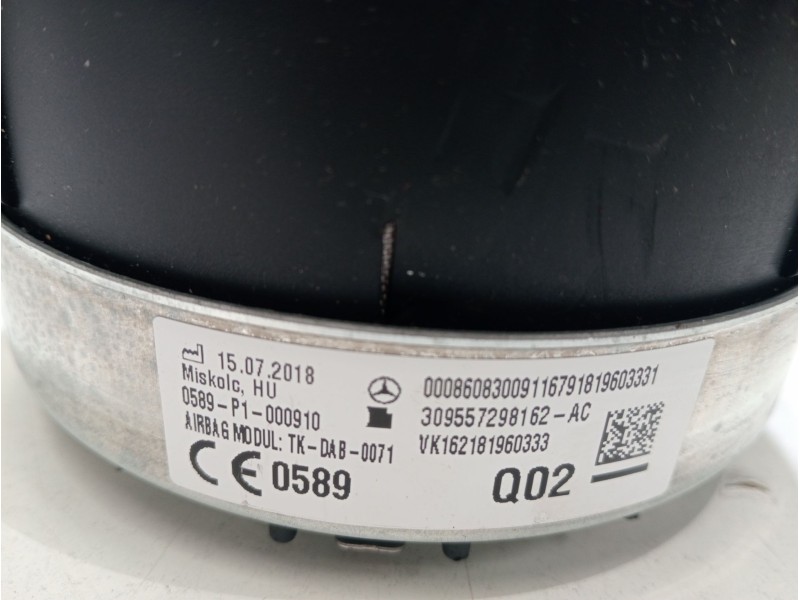 15.07.2018
Miskolc, HU
0589-P1-000910
AIRBAG MODUL: TK-DAB-0071
CE 0589
00086083009116791819603331
309557298162-AC
VK162181960333
Q02